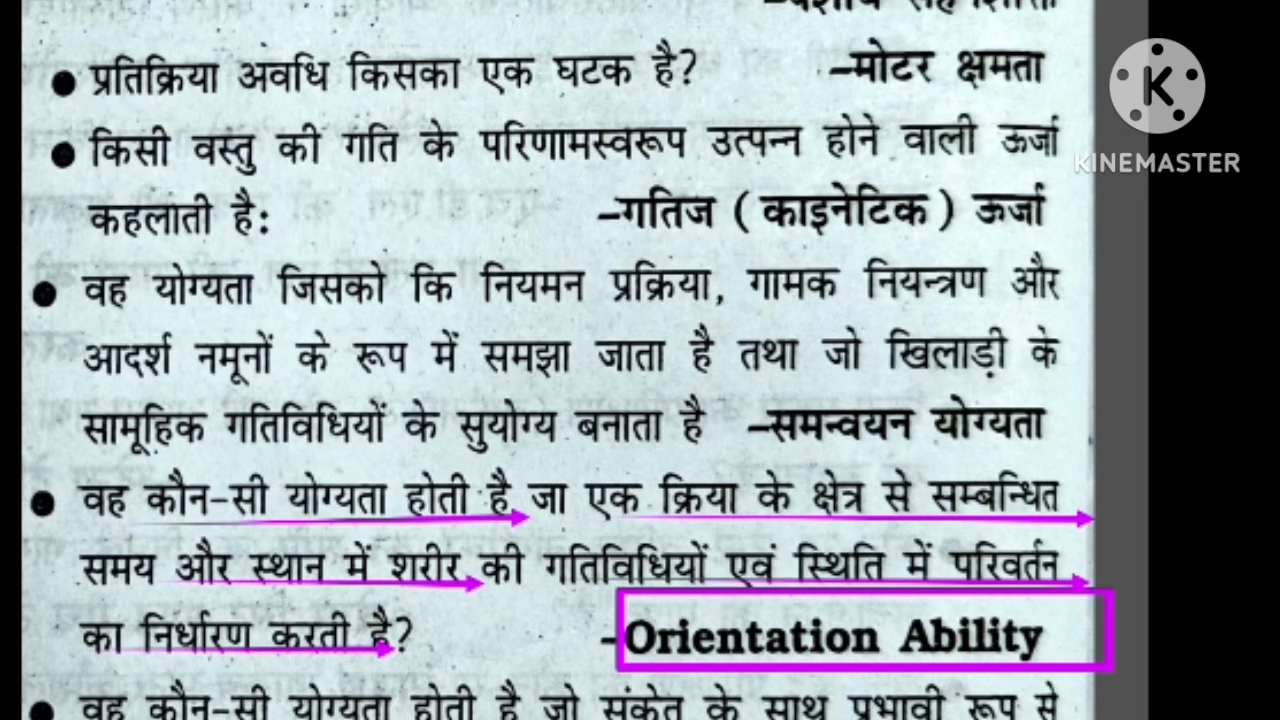 ● प्रतिक्रिया अवधि किसका एक घटक है? –मोटर क्षमता
● किसी वस्तु की गति के परिणामस्वरूप उत्पन्न होने वाली ऊर्जा
कहलाती है: –गतिज (काइनेटिक) ऊर्जा
● वह योग्यता जिसको कि नियमन प्रक्रिया, गामक नियन्त्रण और
आदर्श नमूनों के रूप में समझा जाता है तथा जो खिलाड़ी के
सामूहिक गतिविधियों के सुयोग्य बनाता है –समन्वयन योग्यता
● वह कौन-सी योग्यता होती है जा एक क्रिया के क्षेत्र से सम्बन्धित
समय और स्थान में शरीर की गतिविधियों एवं स्थिति में परिवर्तन
का निर्धारण करती है? -Orientation Ability
● वह कौन-सी योग्यता होती है जो संकेत के साथ प्रभावी रूप से
K
KINEMASTER